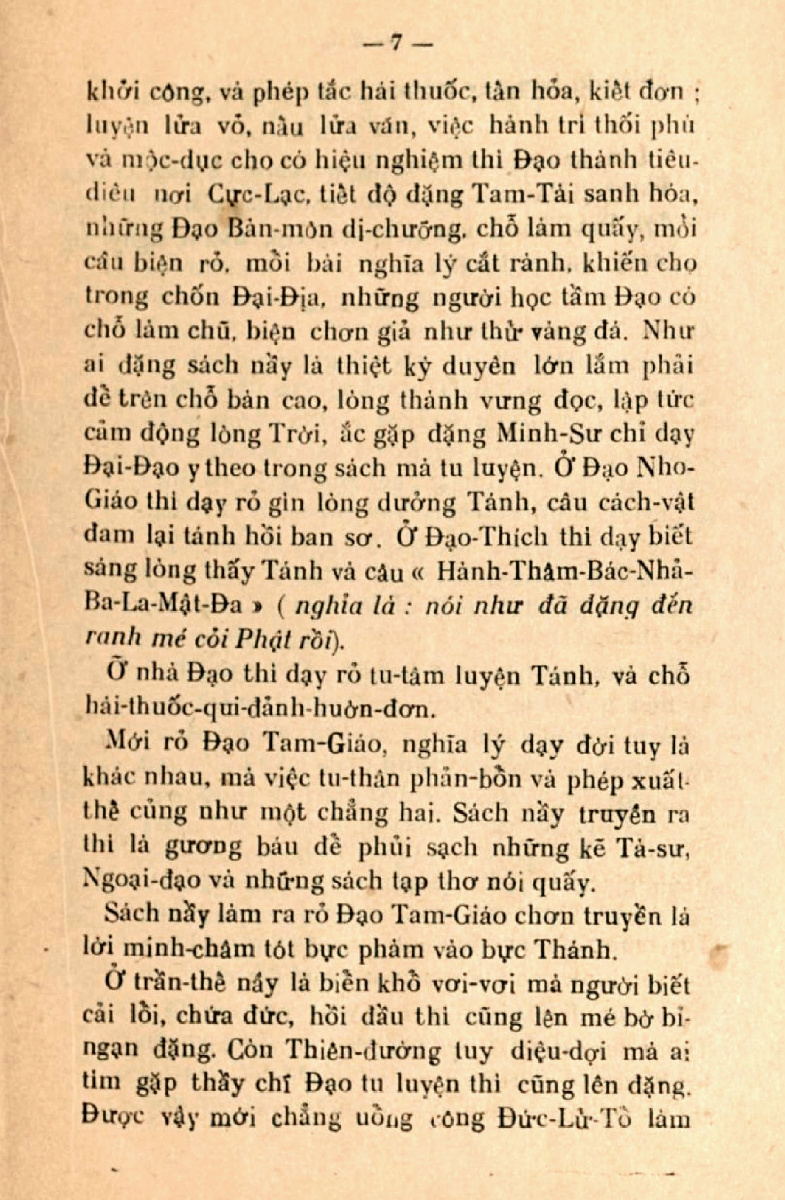 — 7 —
khởi công, và phép tắc hái thuốc, tân hỏa, kiết đơn ;
luyện lửa võ, nấu lửa văn, việc hành trì thối phù
và mộc-dục cho có hiệu nghiệm thì Đạo thành tiêu-
diêu nơi Cực-Lạc, tiết độ đặng Tam-Tài sanh hóa,
những Đạo Bàn-môn dị-chưởng, chỗ làm quấy, mỗi
câu biện rỏ, mỗi bài nghĩa lý cắt rành, khiến cho
trong chốn Đại-Địa, những người học tầm Đạo có
chỗ làm chũ, biện chơn giả như thử vàng đá. Như
ai đặng sách nầy là thiệt kỳ duyên lớn lắm phải
để trên chỗ bàn cao, lòng thành vưng đọc, lập tức
cảm động lòng Trời, ắc gặp đặng Minh-Sư chỉ dạy
Đại-Đạo y theo trong sách mà tu luyện. Ở Đạo Nho-
Giáo thì dạy rỏ gìn lòng dưởng Tánh, câu cách-vật
đam lại tánh hồi ban sơ. Ở Đạo-Thích thì dạy biết
sáng lòng thấy Tánh và câu « Hành-Thâm-Bác-Nhả-
Ba-La-Mật-Đa » ( nghĩa là : nói như đã đặng đến
ranh mé cỏi Phật rồi).
Ở nhà Đạo thì dạy rỏ tu-tâm luyện Tánh, và chỗ
hái-thuốc-qui-đảnh-huờn-đơn.
Mới rỏ Đạo Tam-Giáo, nghĩa lý dạy đời tuy là
khác nhau, mà việc tu-thân phản-bổn và phép xuất-
thế củng như một chẳng hai. Sách nầy truyền ra
thì là gương báu để phủi sạch những kẽ Tà-sư,
Ngoại-đạo và những sách tạp thơ nói quấy.
Sách nầy làm ra rỏ Đạo Tam-Giáo chơn truyền là
lời minh-châm tót bực phàm vào bực Thánh.
Ở trần-thế nầy là biển khổ vơi-vơi mà người biết
cải lỗi, chứa đức, hồi đầu thì cũng lên mé bờ bỉ-
ngạn đặng. Còn Thiên-đường tuy diệu-dợi mà ai
tìm gặp thầy chỉ Đạo tu luyện thì cũng lên đặng.
Được vậy mới chẳng uổng công Đức-Lử-Tổ làm